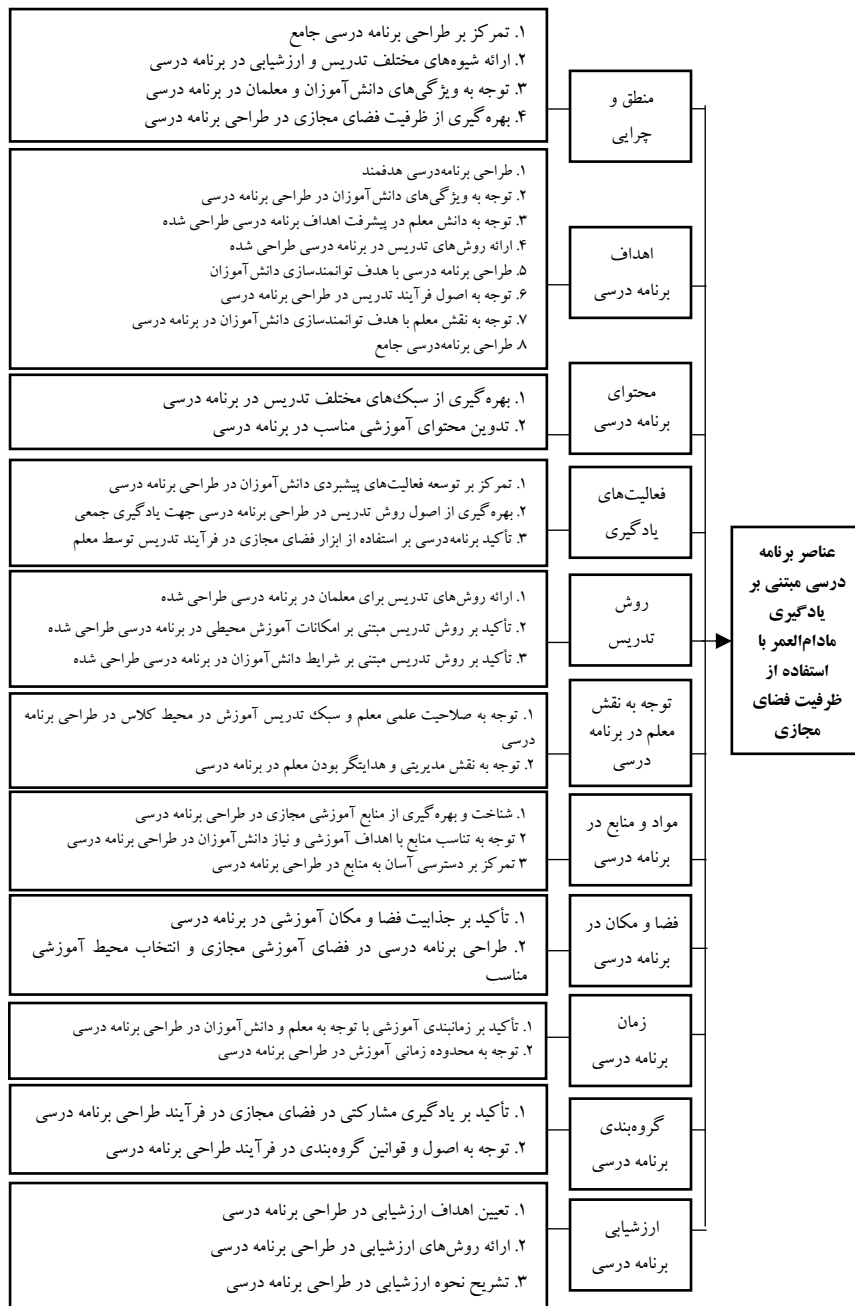 عناصر برنامه
درسی مبتنی بر
یادگیری
مادام‌العمر با
استفاده از
ظرفیت فضای
مجازی
منطق و
چرایی
۱. تمرکز بر طراحی برنامه درسی جامع
۲. ارائه شیوه‌های مختلف تدریس و ارزشیابی در برنامه درسی
۳. توجه به ویژگی‌های دانش‌آموزان و معلمان در برنامه درسی
۴. بهره‌گیری از ظرفیت فضای مجازی در طراحی برنامه درسی
اهداف
برنامه درسی
۱. طراحی برنامه‌درسی هدفمند
۲. توجه به ویژگی‌های دانش‌آموزان در طراحی برنامه درسی
۳. توجه به دانش معلم در پیشرفت اهداف برنامه درسی طراحی شده
۴. ارائه روش‌های تدریس در برنامه درسی طراحی شده
۵. طراحی برنامه درسی با هدف توانمندسازی دانش‌آموزان
۶. توجه به اصول فرآیند تدریس در طراحی برنامه درسی
۷. توجه به نقش معلم با هدف توانمندسازی دانش‌آموزان در برنامه درسی
۸. طراحی برنامه‌درسی جامع
محتوای
برنامه درسی
۱. بهره‌گیری از سبک‌های مختلف تدریس در برنامه درسی
۲. تدوین محتوای آموزشی مناسب در برنامه درسی
فعالیت‌های
یادگیری
۱. تمرکز بر توسعه فعالیت‌های پیشبردی دانش‌آموزان در طراحی برنامه درسی
۲. بهره‌گیری از اصول روش تدریس در طراحی برنامه درسی جهت یادگیری جمعی
۳. تأکید برنامه‌درسی بر استفاده از ابزار فضای مجازی در فرآیند تدریس توسط معلم
روش
تدریس
۱. ارائه روش‌های تدریس برای معلمان در برنامه درسی طراحی شده
۲. تأکید بر روش تدریس مبتنی بر امکانات آموزش محیطی در برنامه درسی طراحی شده
۳. تأکید بر روش تدریس مبتنی بر شرایط دانش‌آموزان در برنامه درسی طراحی شده
توجه به نقش
معلم در برنامه
درسی
۱. توجه به صلاحیت علمی معلم و سبک تدریس آموزش در محیط کلاس در طراحی برنامه
درسی
۲. توجه به نقش مدیریتی و هدایتگر بودن معلم در برنامه درسی
مواد و منابع در
برنامه درسی
۱. شناخت و بهره‌گیری از منابع آموزشی مجازی در طراحی برنامه درسی
۲ توجه به تناسب منابع با اهداف آموزشی و نیاز دانش‌آموزان در طراحی برنامه درسی
۳ تمرکز بر دسترسی آسان به منابع در طراحی برنامه درسی
فضا و مکان در
برنامه درسی
۱. تأکید بر جذابیت فضا و مکان آموزشی در برنامه درسی
۲. طراحی برنامه درسی در فضای آموزشی مجازی و انتخاب محیط آموزشی
مناسب
زمان
برنامه درسی
۱. تأکید بر زمانبندی آموزشی با توجه به معلم و دانش‌آموزان در طراحی برنامه درسی
۲. توجه به محدوده زمانی آموزش در طراحی برنامه درسی
گروه‌بندی
برنامه درسی
۱. تأکید بر یادگیری مشارکتی در فضای مجازی در فرآیند طراحی برنامه درسی
۲. توجه به اصول و قوانین گروه‌بندی در فرآیند طراحی برنامه درسی
ارزشیابی
برنامه درسی
۱. تعیین اهداف ارزشیابی در طراحی برنامه درسی
۲. ارائه روش‌های ارزشیابی در طراحی برنامه درسی
۳. تشریح نحوه ارزشیابی در طراحی برنامه درسی